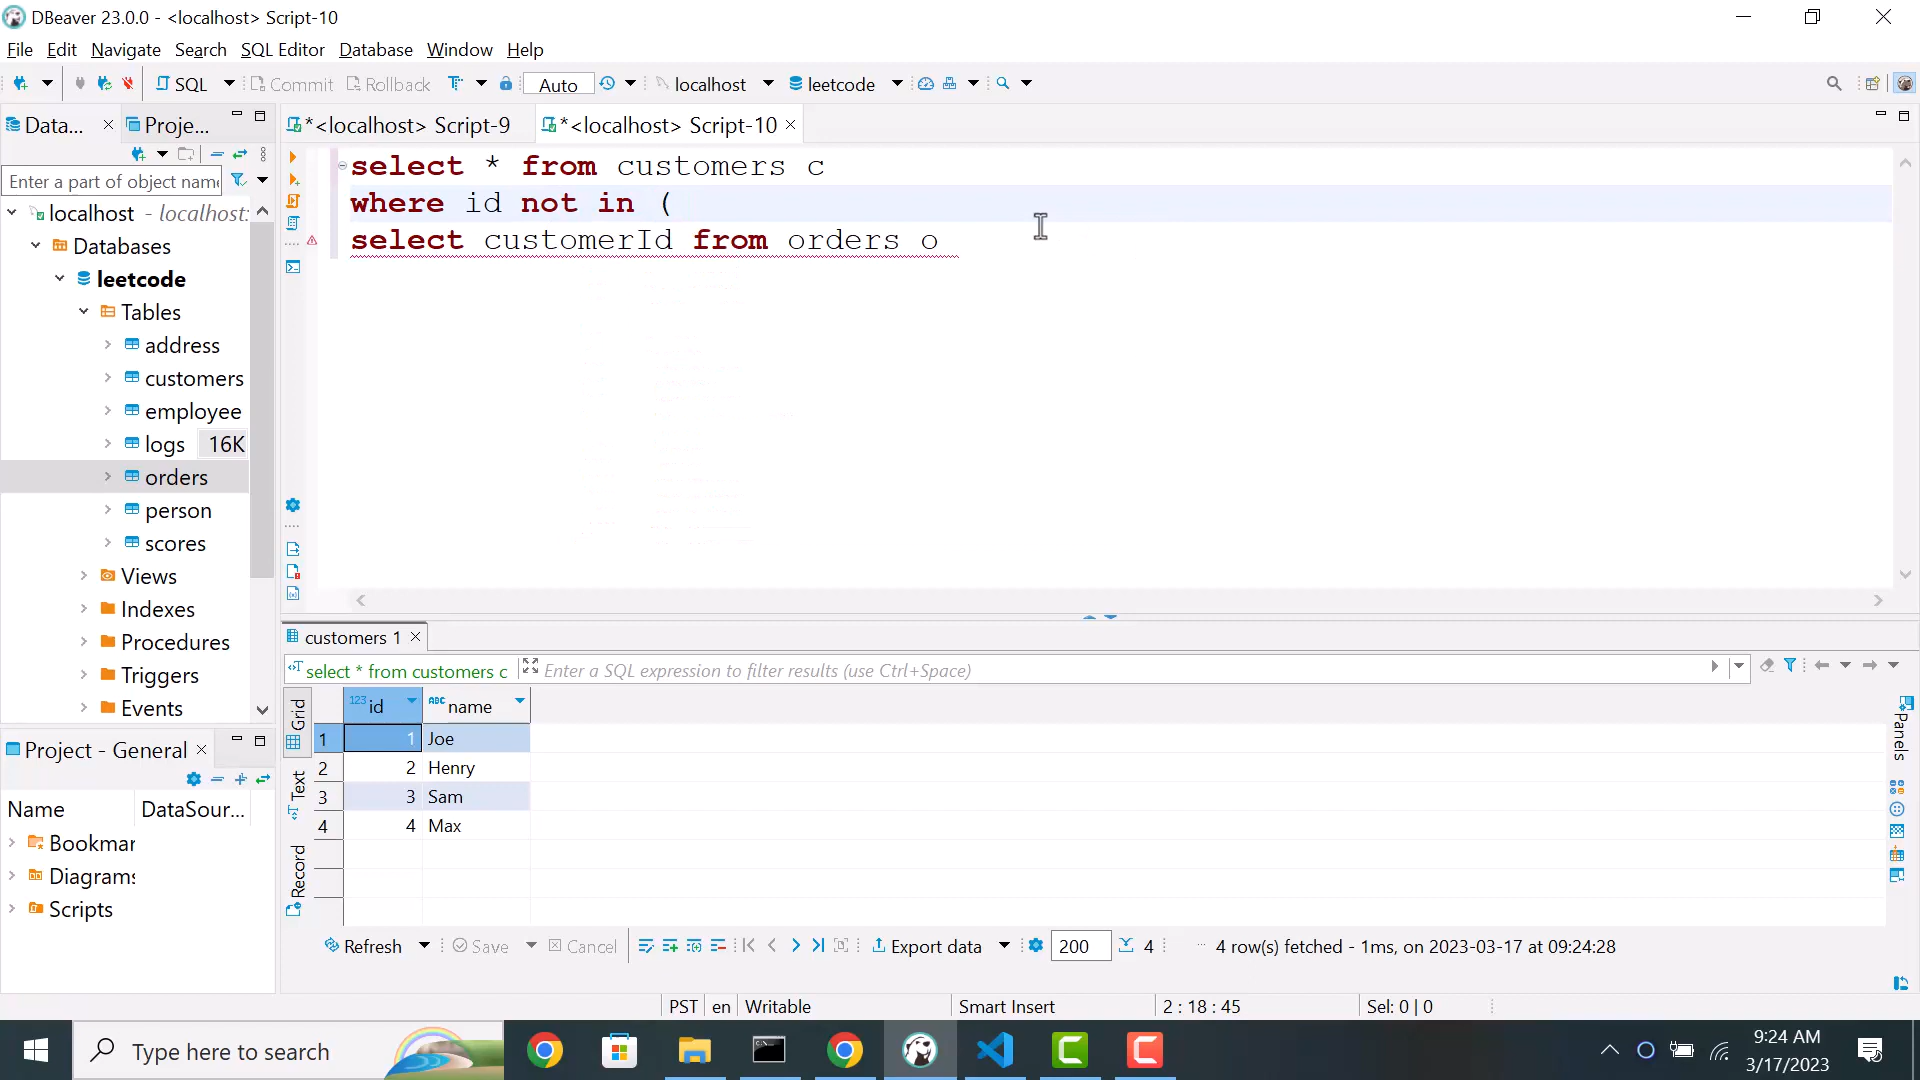 DBeaver 23.0.0 - <localhost> Script-10
File Edit Navigate Search SQL Editor Database Window Help
SQL Commit Rollback Auto localhost leetcode
Data... Proje... *<localhost> Script-9 *<localhost> Script-10
Enter a part of object name
localhost - localhost:
Databases
leetcode
Tables
address
customers
employee
logs 16K
orders
person
scores
Views
Indexes
Procedures
Triggers
Events
select * from customers c
where id not in (
select customerId from orders o
Project - General
Name DataSour...
Bookmar
Diagrams
Scripts
customers 1
select * from customers c Enter a SQL expression to filter results (use Ctrl+Space)
Grid
Text
Record
123 id ABC name
1 1 Joe
2 2 Henry
3 3 Sam
4 4 Max
Panels
Refresh Save Cancel Export data 200 4 4 row(s) fetched - 1ms, on 2023-03-17 at 09:24:28
PST en Writable Smart Insert 2 : 18 : 45 Sel: 0 | 0
Type here to search
9:24 AM
3/17/2023